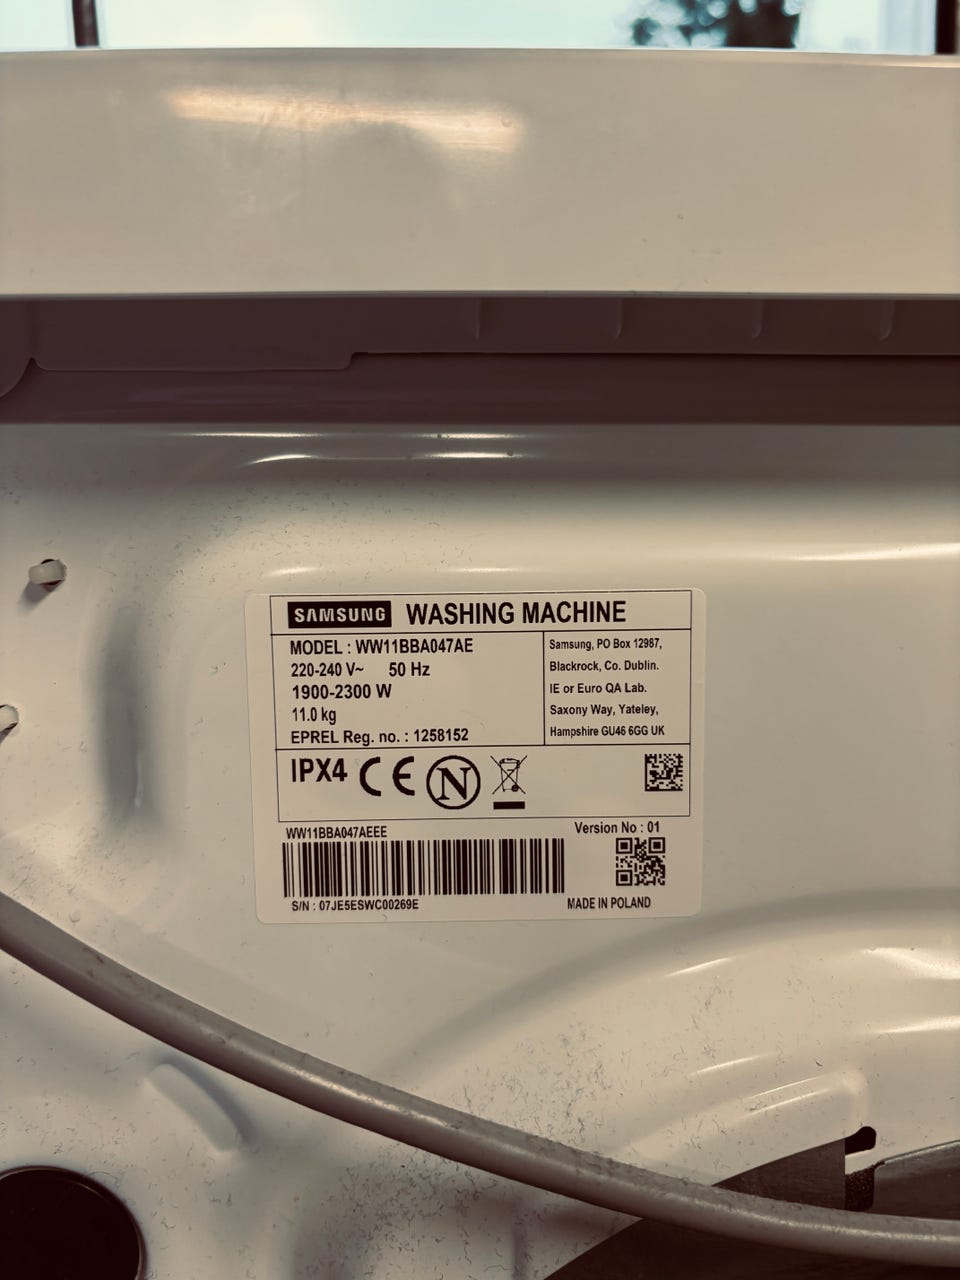 SAMSUNG WASHING MACHINE
MODEL : WW11BBA047AE
220-240 V~ 50 Hz
1900-2300 W
11.0 kg
EPREL Reg. no. : 1258152
Samsung, PO Box 12987,
Blackrock, Co. Dublin.
IE or Euro QA Lab.
Saxony Way, Yateley,
Hampshire GU46 6GG UK
IPX4 CE N
WW11BBA047AEEE
Version No : 01
S/N : 07JE5ESWC00269E
MADE IN POLAND